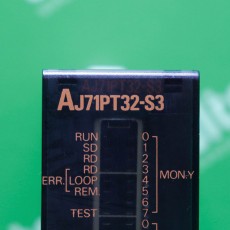 AJ71PT32-S3
RUN 0
SD 1
RD 2
RD 3
ERR. LOOP 4 MON·Y
REM. 5
6
TEST 7
0